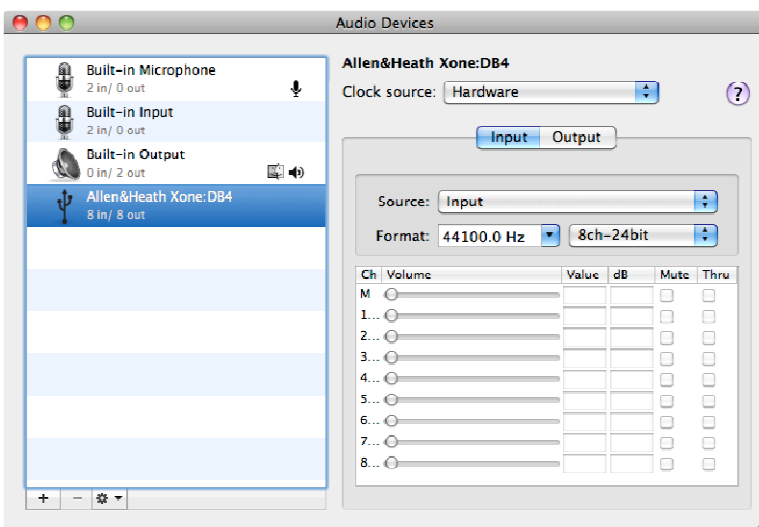 Audio Devices
Built-in Microphone
2 in/ 0 out
Built-in Input
2 in/ 0 out
Built-in Output
0 in/ 2 out
Allen&Heath Xone:DB4
8 in/ 8 out
Allen&Heath Xone:DB4
Clock source: Hardware
?
Input Output
Source: Input
Format: 44100.0 Hz 8ch-24bit
Ch Volume Value dB Mute Thru
M
1...
2...
3...
4...
5...
6...
7...
8...